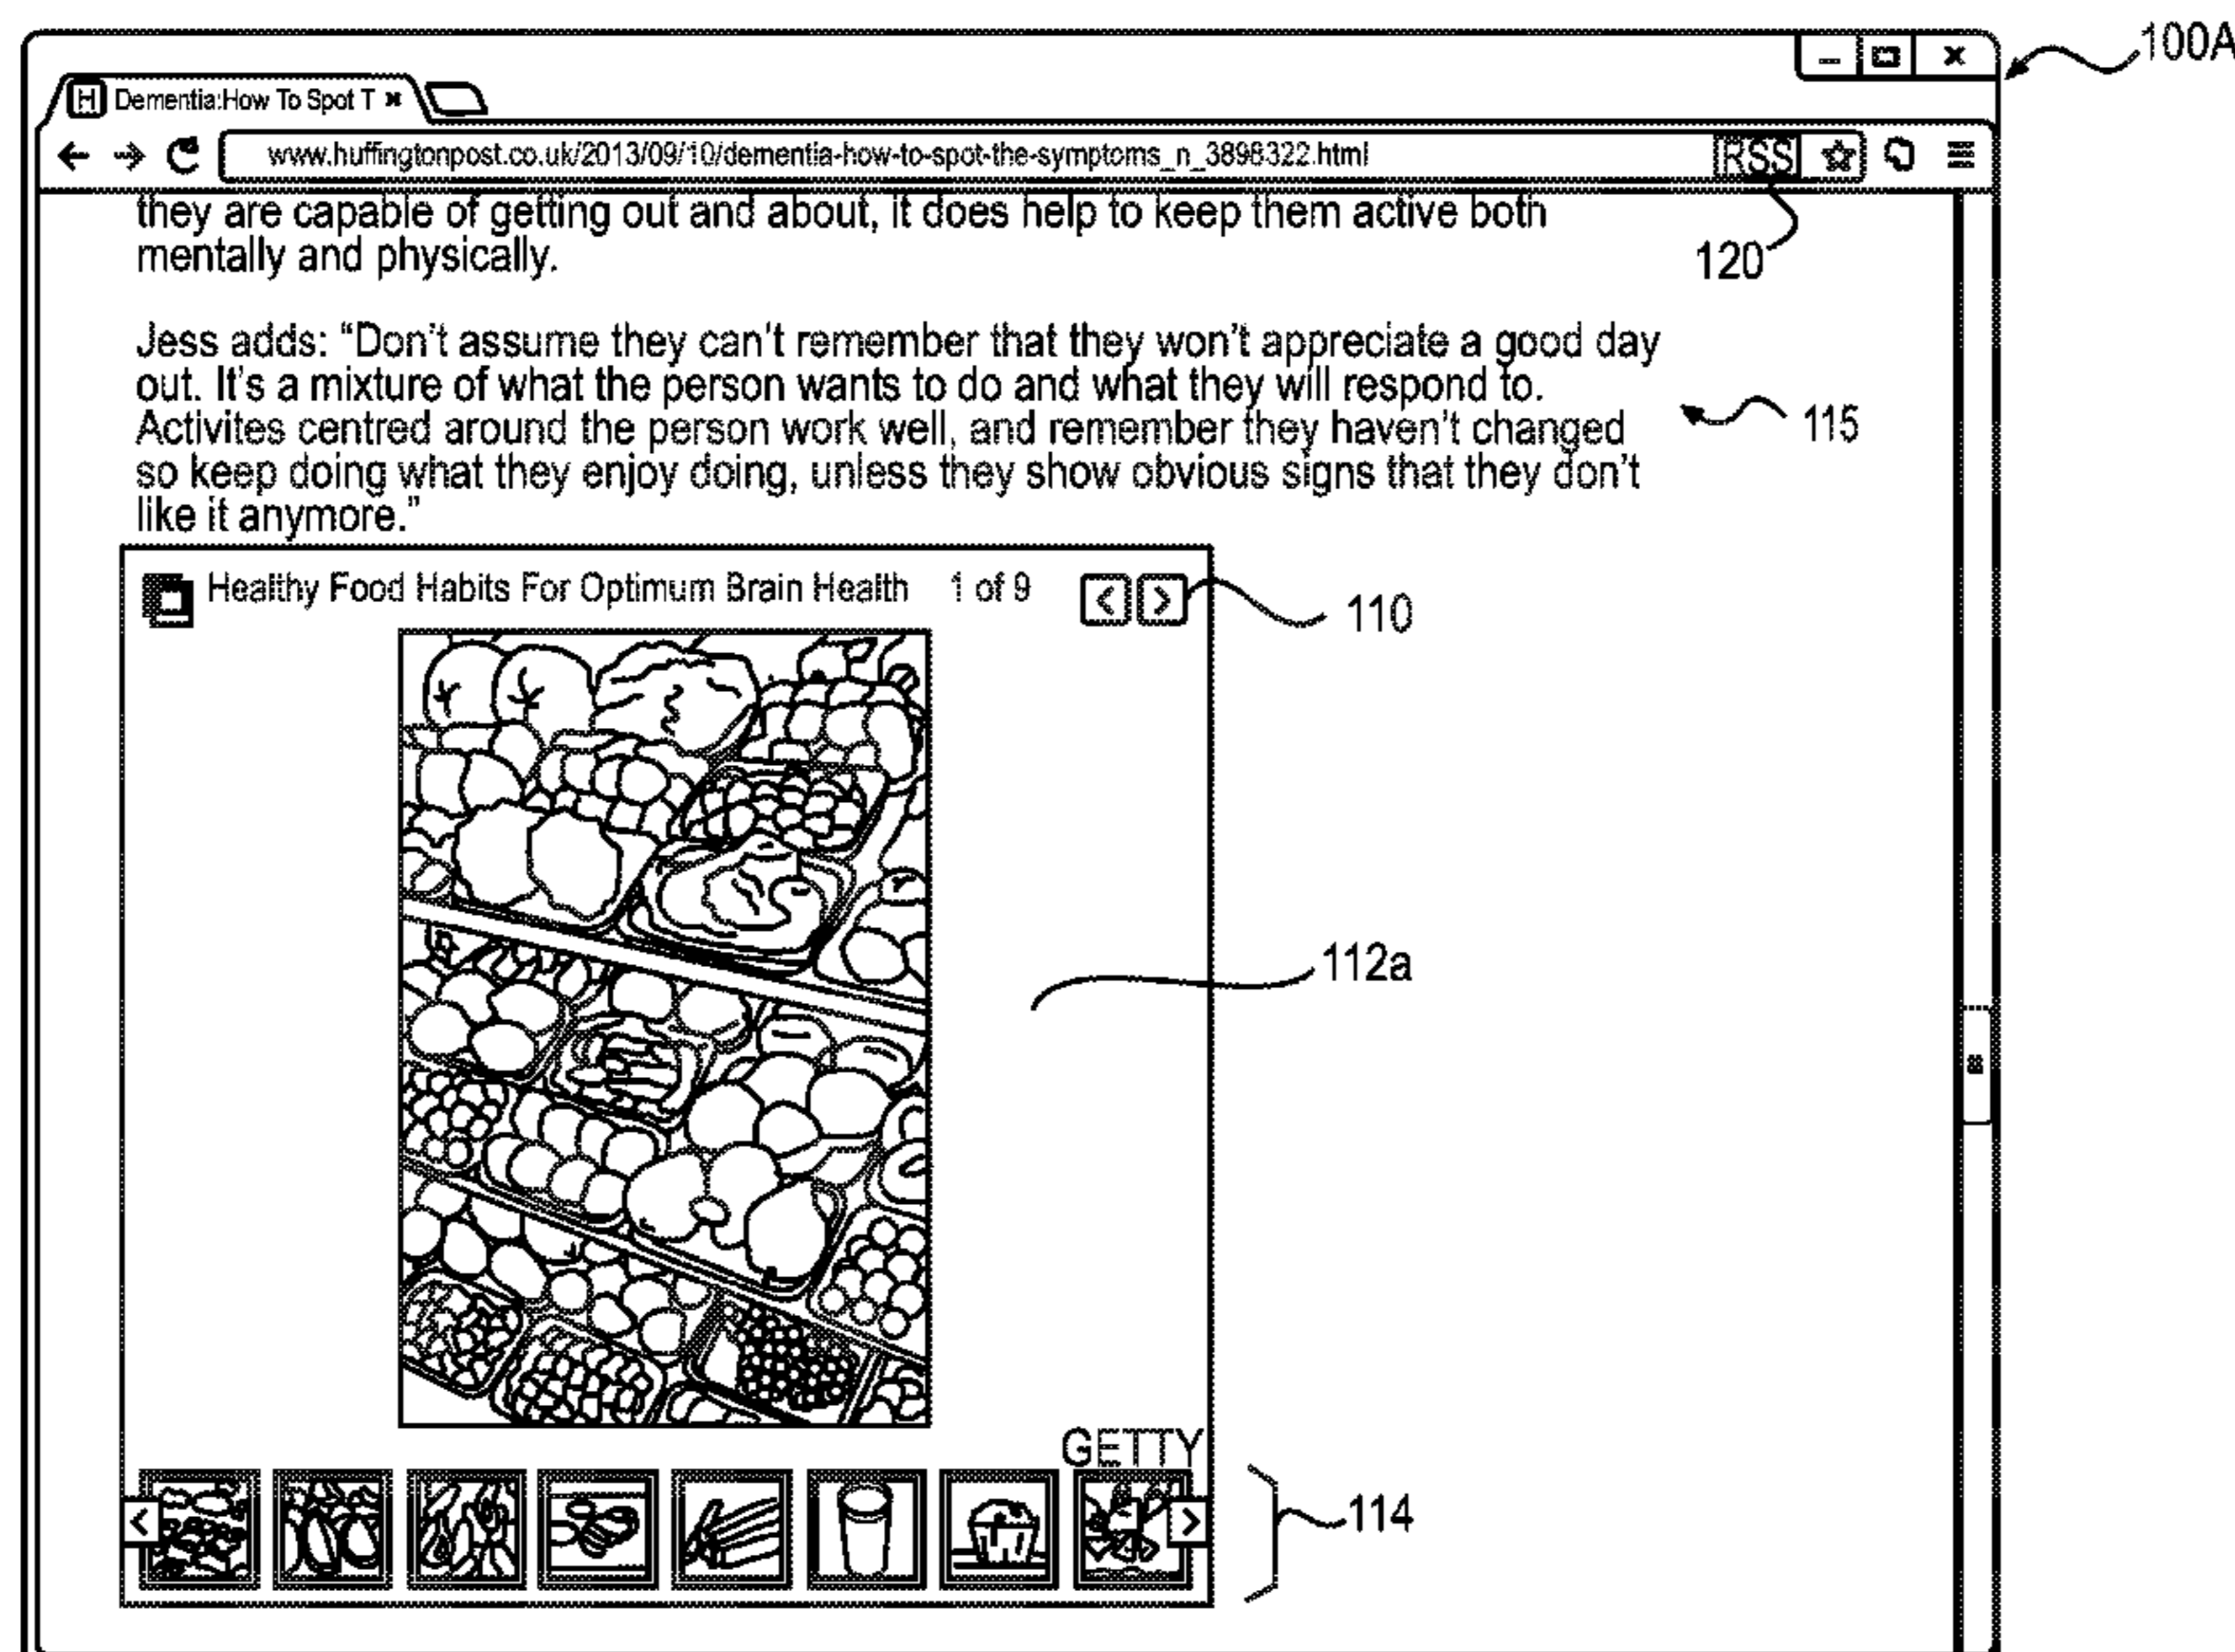 100A
H Dementia:How To Spot T ×
www.huffingtonpost.co.uk/2013/09/10/dementia-how-to-spot-the-symptoms_n_3898322.html RSS
120
they are capable of getting out and about, it does help to keep them active both
mentally and physically.
Jess adds: “Don’t assume they can’t remember that they won’t appreciate a good day
out. It’s a mixture of what the person wants to do and what they will respond to.
Activites centred around the person work well, and remember they haven’t changed
so keep doing what they enjoy doing, unless they show obvious signs that they don’t
like it anymore.”
115
Healthy Food Habits For Optimum Brain Health 1 of 9
110
112a
GETTY
114